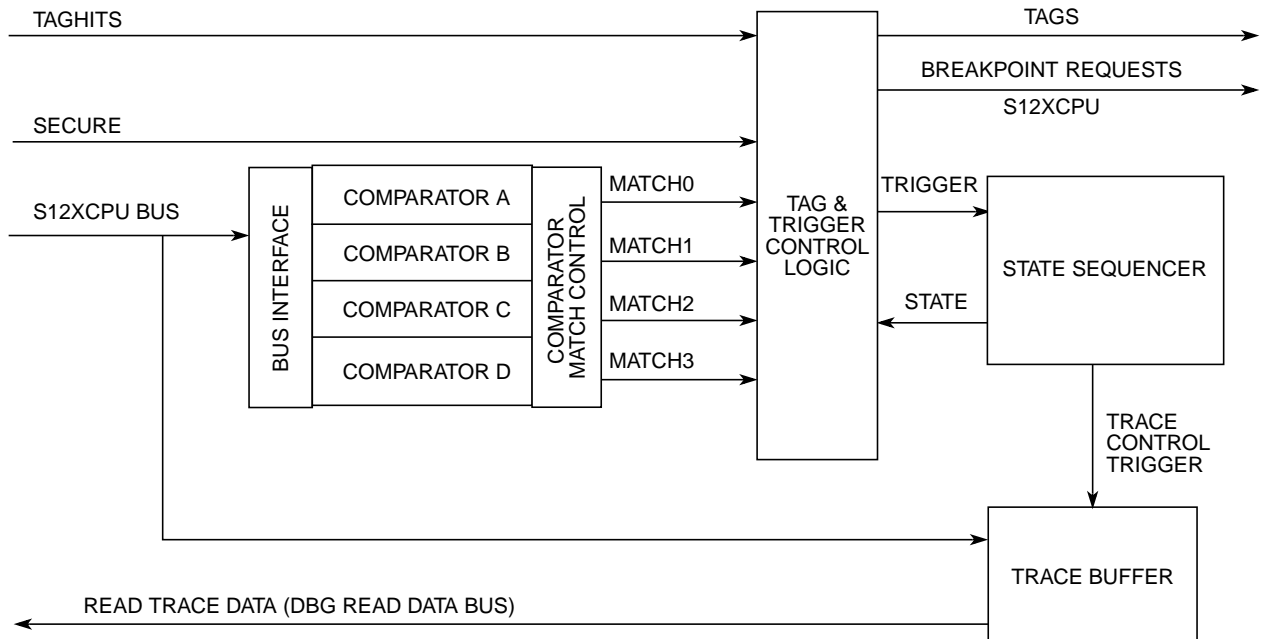 TAGHITS
TAGS
BREAKPOINT REQUESTS
S12XCPU
SECURE
S12XCPU BUS
BUS INTERFACE
COMPARATOR A
COMPARATOR B
COMPARATOR C
COMPARATOR D
COMPARATOR
MATCH CONTROL
MATCH0
MATCH1
MATCH2
MATCH3
TAG &
TRIGGER
CONTROL
LOGIC
TRIGGER
STATE
STATE SEQUENCER
TRACE
CONTROL
TRIGGER
TRACE BUFFER
READ TRACE DATA (DBG READ DATA BUS)